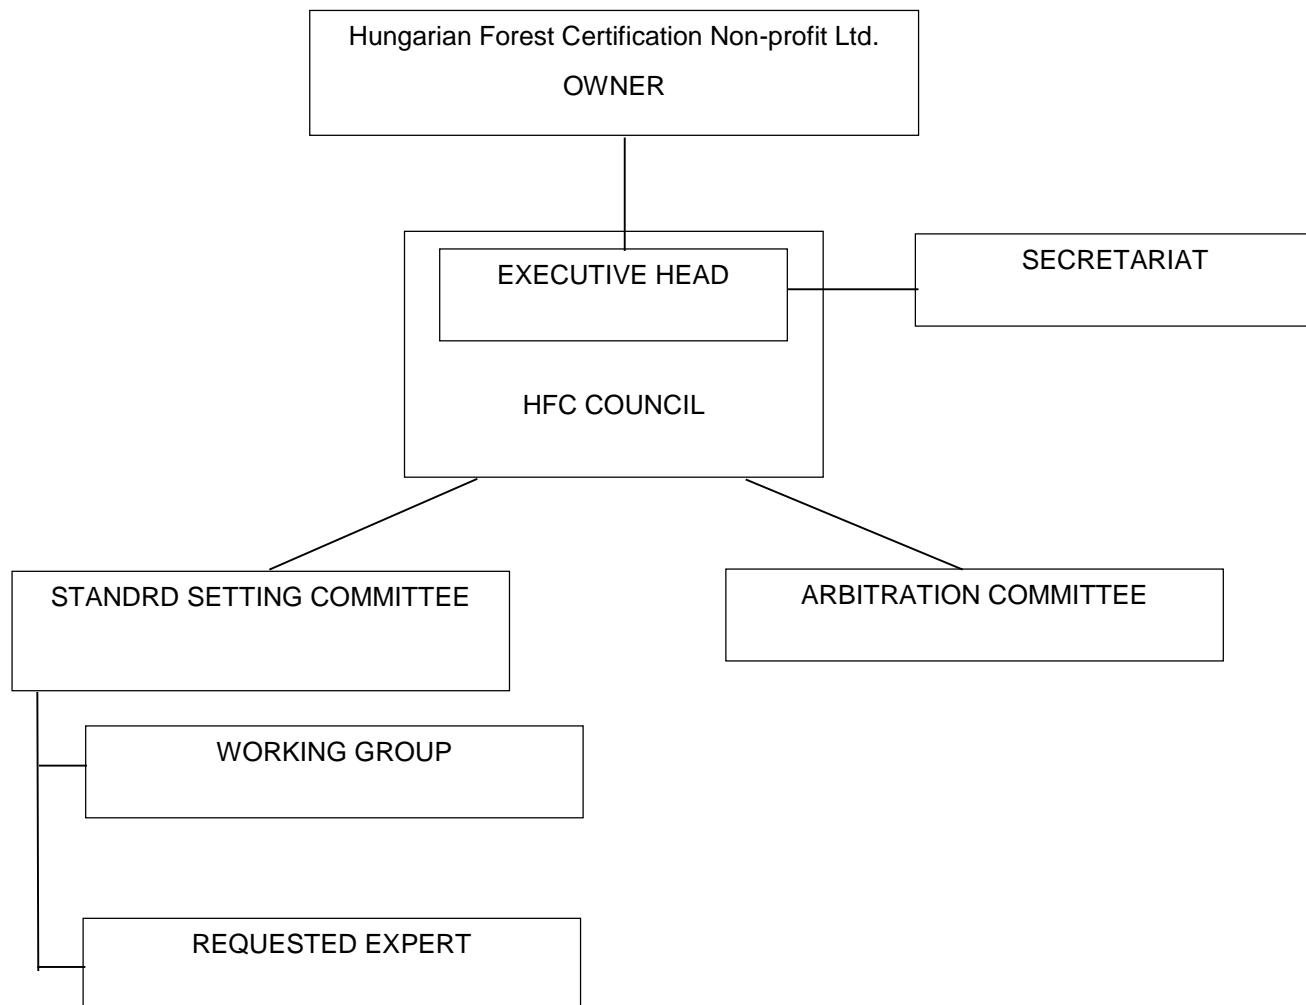 Hungarian Forest Certification Non-profit Ltd.
OWNER
EXECUTIVE HEAD
SECRETARIAT
HFC COUNCIL
STANDRD SETTING COMMITTEE
ARBITRATION COMMITTEE
WORKING GROUP
REQUESTED EXPERT